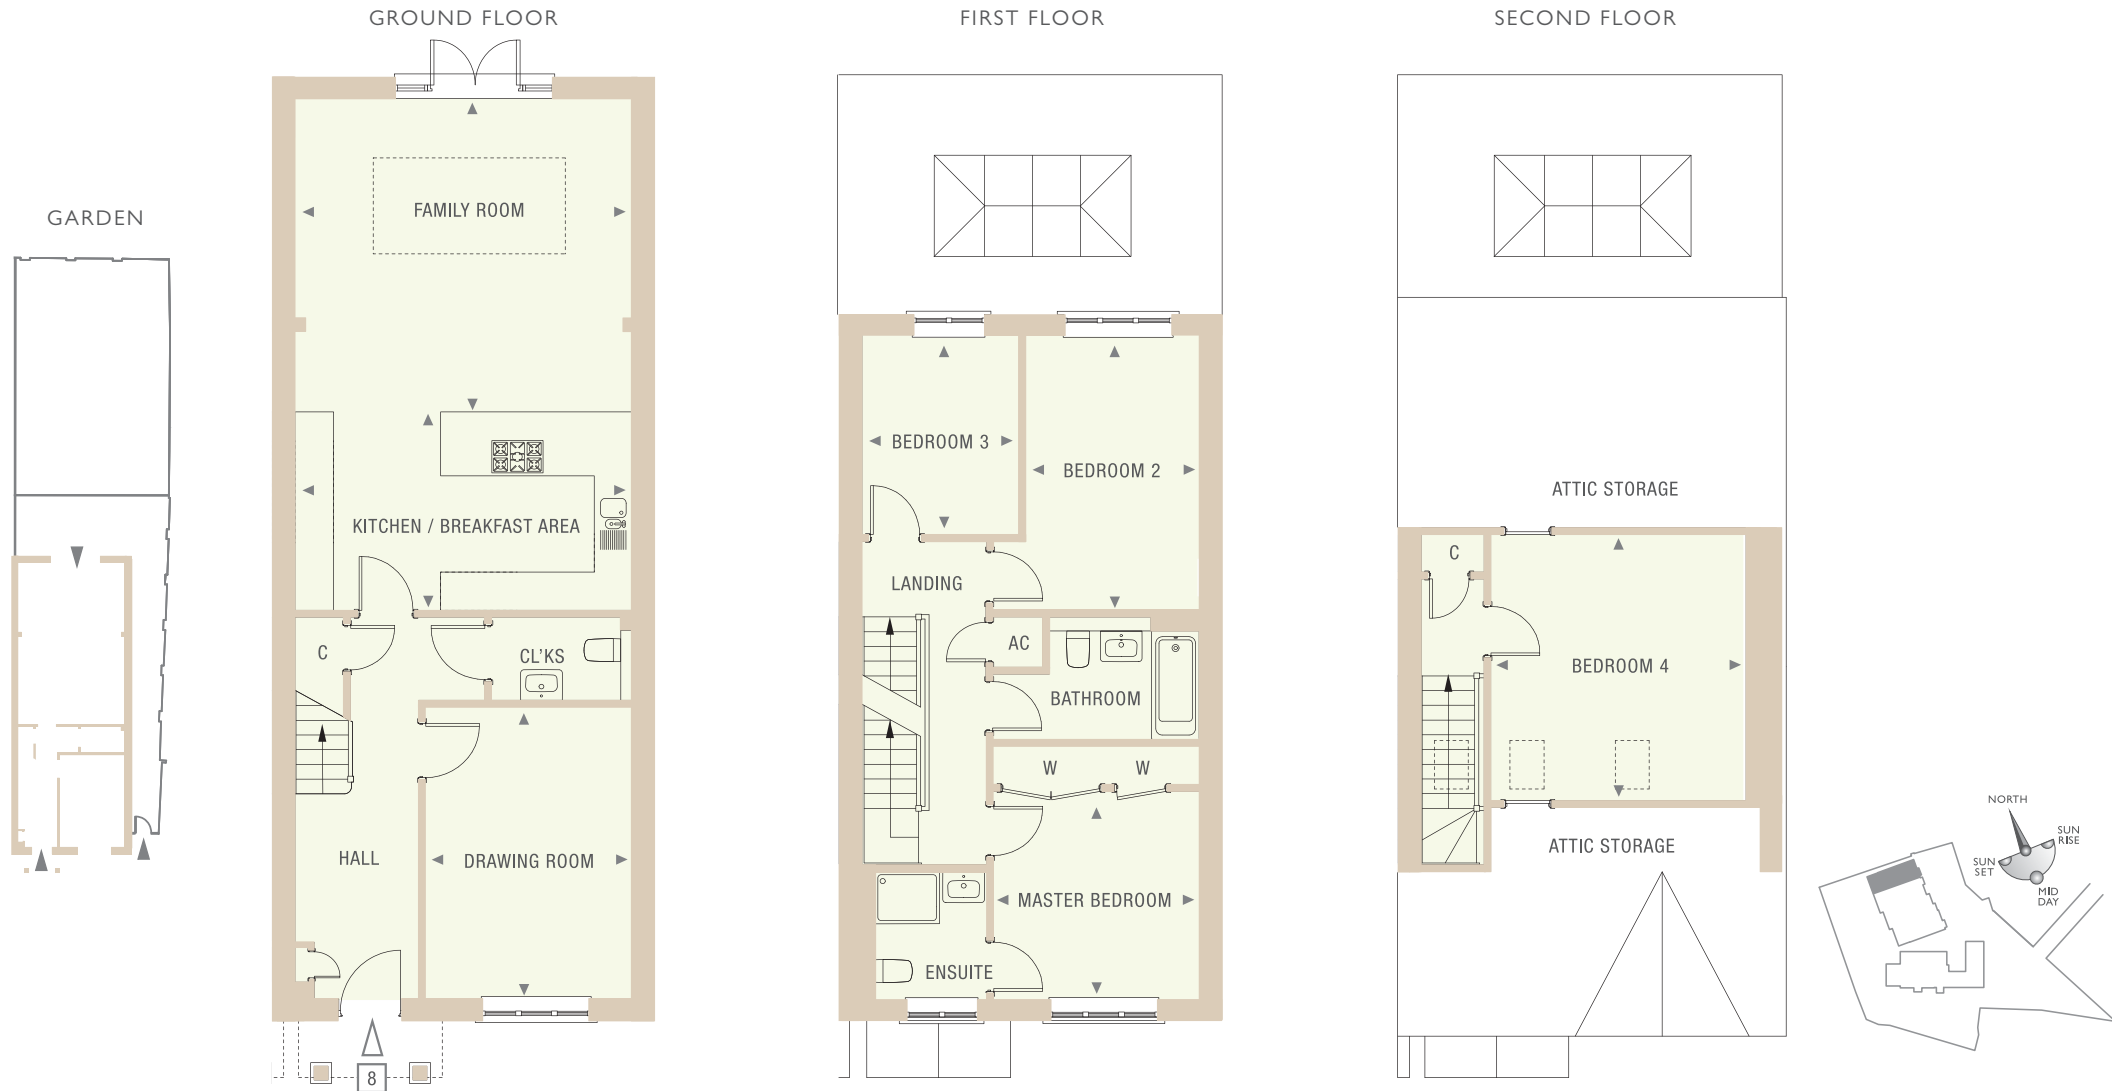 GROUND FLOOR
FIRST FLOOR
SECOND FLOOR
GARDEN
FAMILY ROOM
KITCHEN / BREAKFAST AREA
C
CL'KS
HALL
DRAWING ROOM
8
BEDROOM 3
BEDROOM 2
LANDING
AC
BATHROOM
W
W
MASTER BEDROOM
ENSUITE
ATTIC STORAGE
C
BEDROOM 4
ATTIC STORAGE
NORTH
SUN
RISE
SUN
SET
MID
DAY